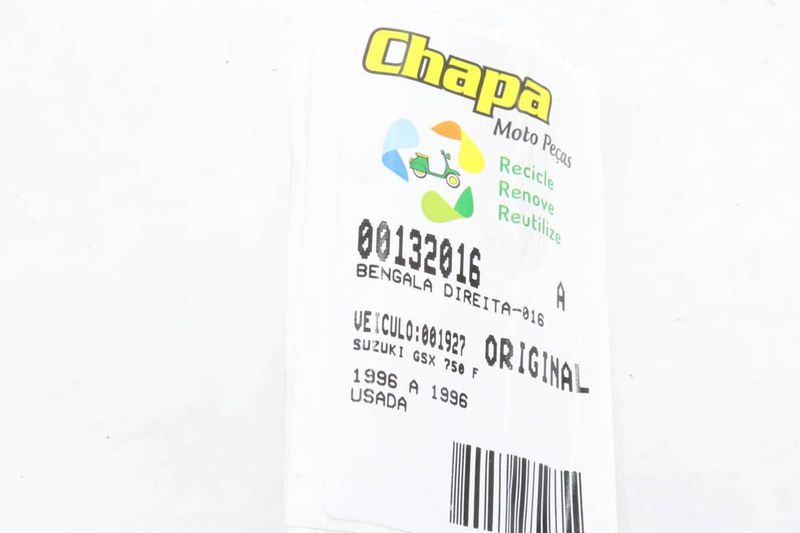 Chapa
Moto Peças
Recicle
Renove
Reutilize
00132016
BENGALA DIREITA-016 A
VEICULO:001927 ORIGINAL
SUZUKI GSX 750 F
1996 A 1996
USADA